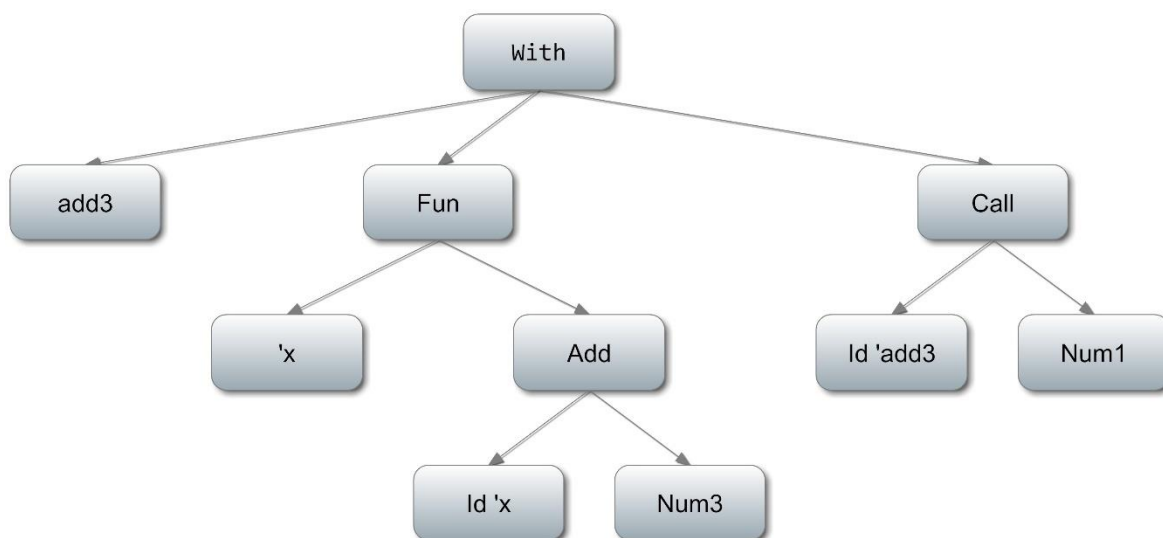 With
add3
Fun
Call
'x
Add
Id 'add3
Num1
Id 'x
Num3